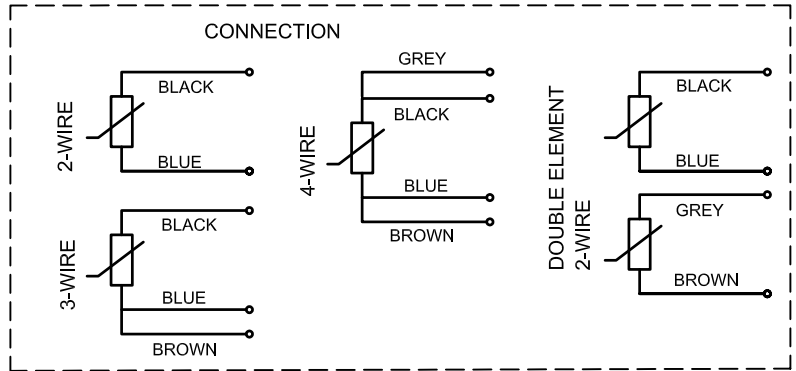 CONNECTION
2-WIRE
BLACK
BLUE
3-WIRE
BLACK
BLUE
BROWN
4-WIRE
GREY
BLACK
BLUE
BROWN
DOUBLE ELEMENT
2-WIRE
BLACK
BLUE
GREY
BROWN